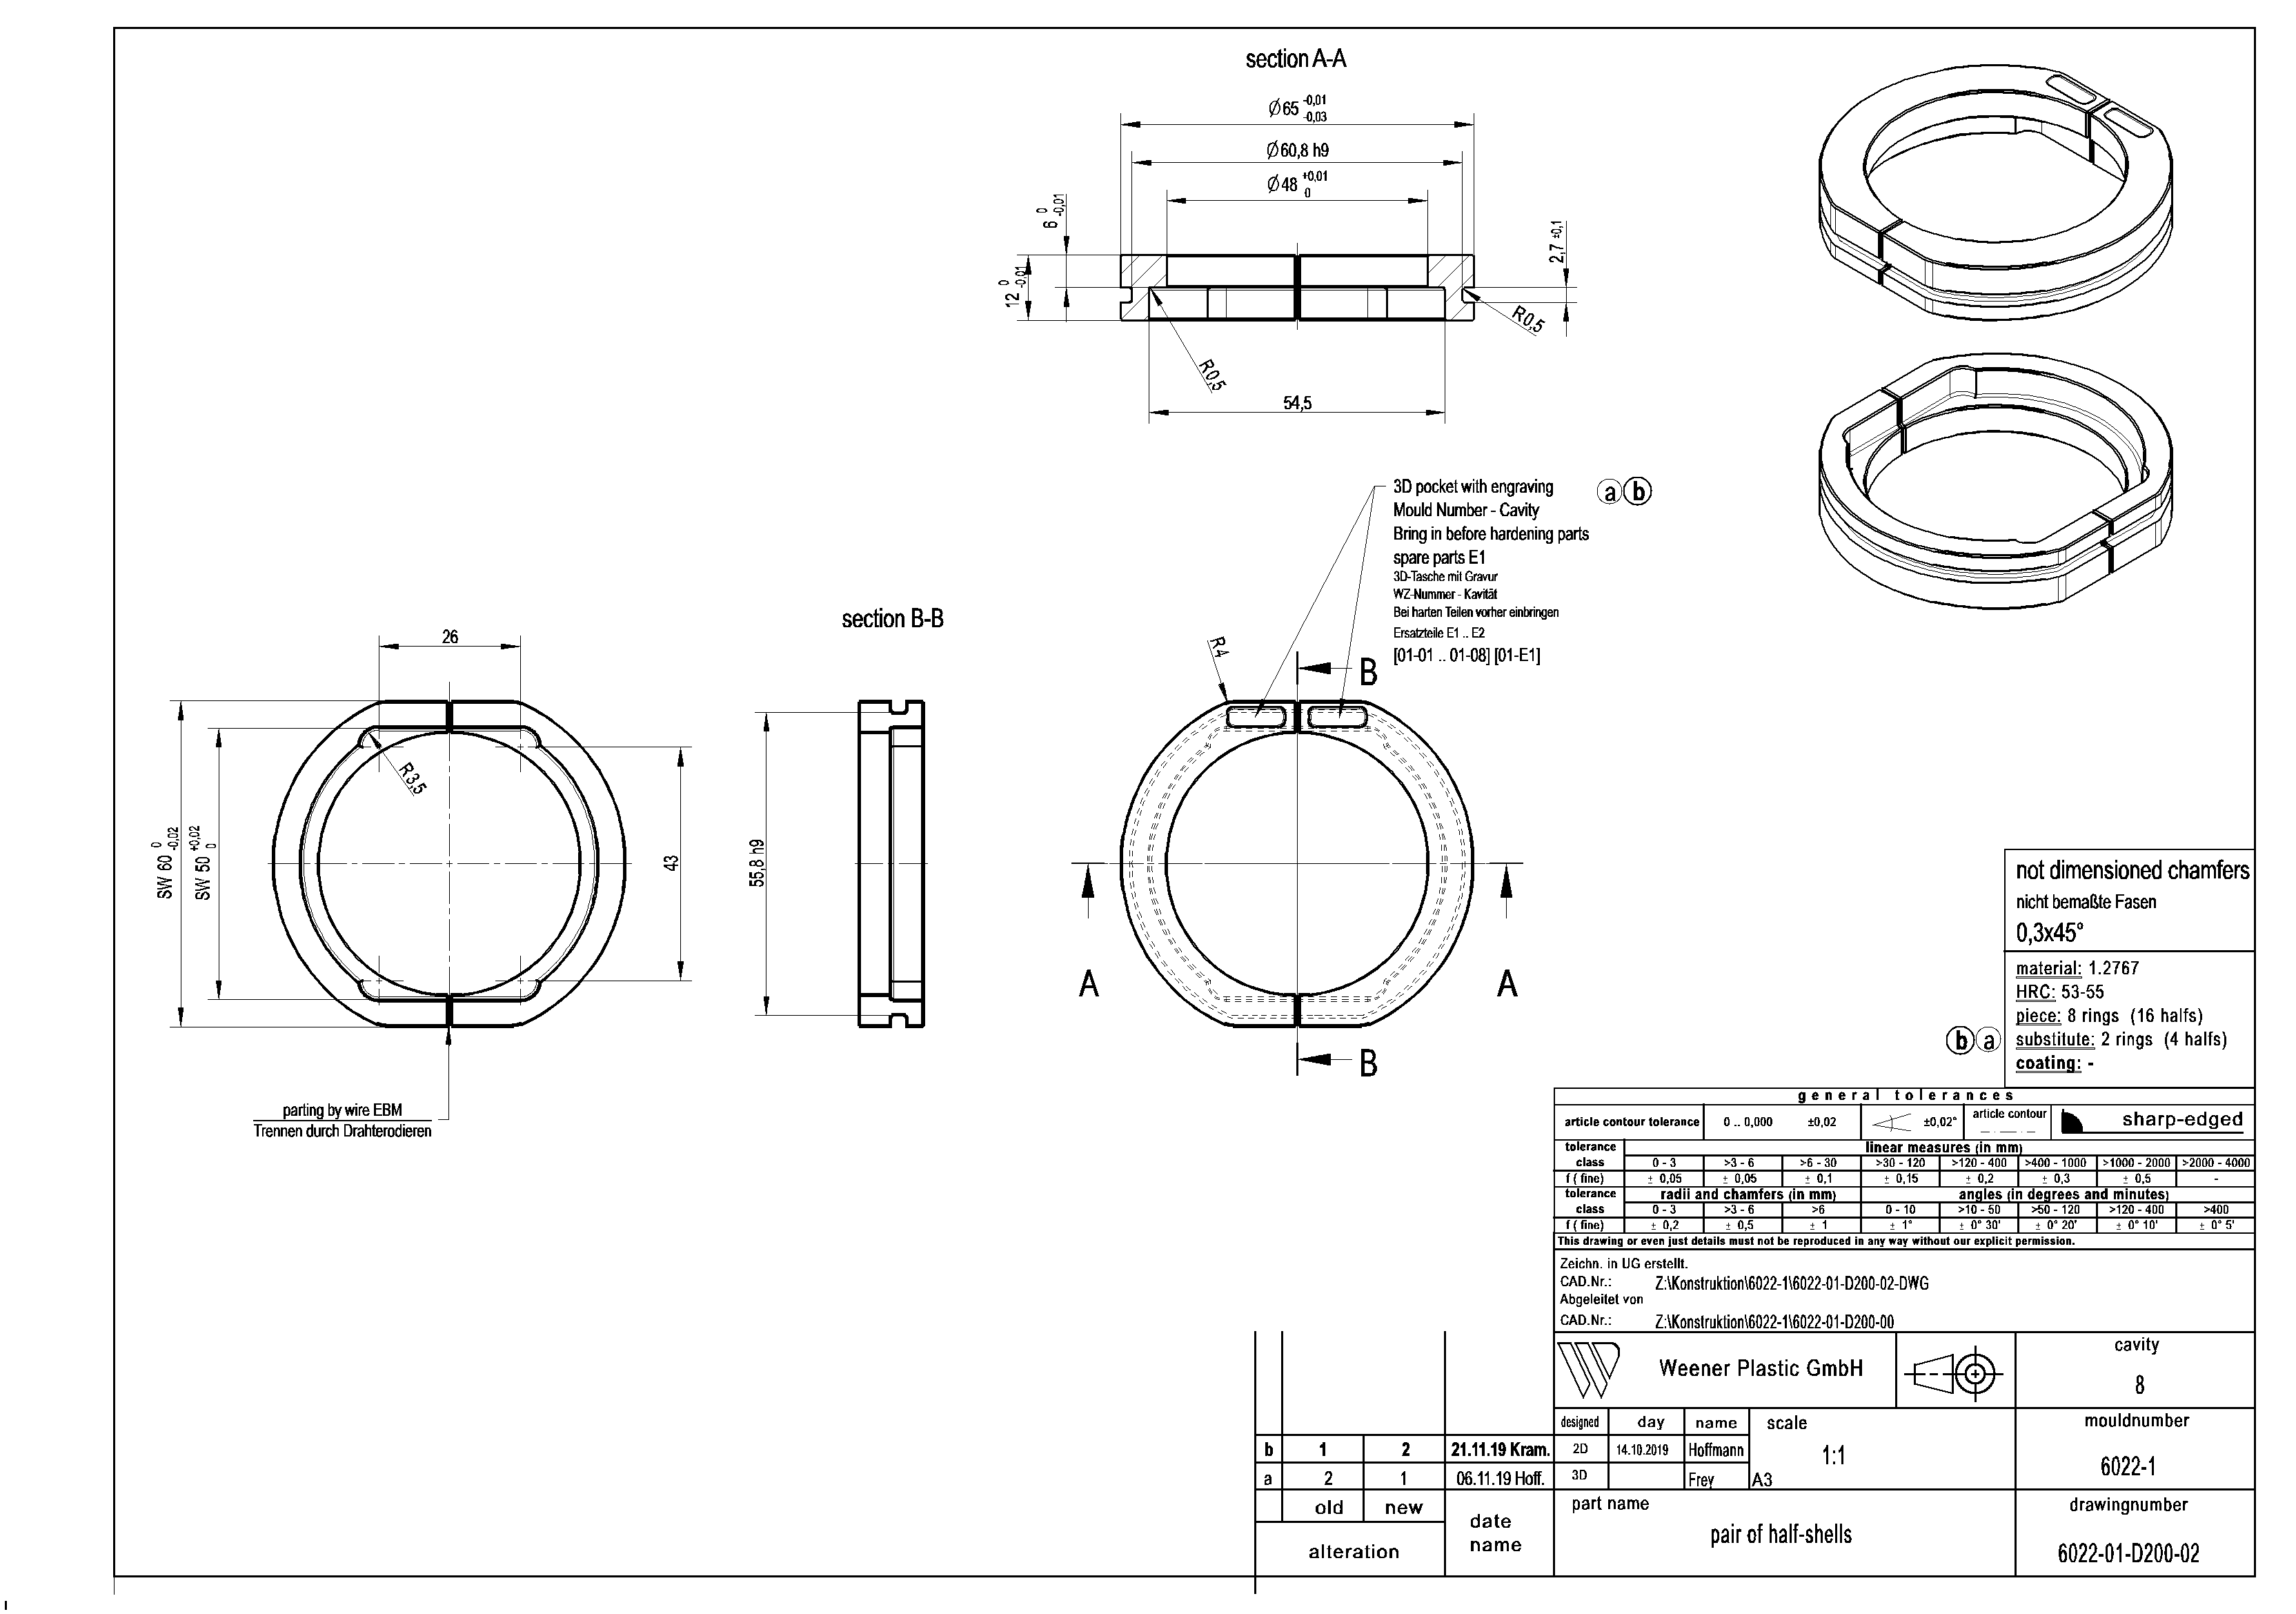 section A-A
Ø65 -0,01 -0,03
Ø60,8 h9
Ø48 +0,01 0
6 0 -0,01
12 0 -0,01
2,7 ±0,1
R0,5
R0,5
54,5
3D pocket with engraving
Mould Number - Cavity
Bring in before hardening parts
spare parts E1
3D-Tasche mit Gravur
WZ-Nummer - Kavität
Bei harten Teilen vorher einbringen
Ersatzteile E1 .. E2
[01-01 .. 01-08] [01-E1]
a b
section B-B
26
R3,5
SW 60 0 -0,02
SW 50 +0,02 0
43
55,8 h9
R4
B
A
A
B
parting by wire EBM
Trennen durch Drahterodieren
not dimensioned chamfers
nicht bemaßte Fasen
0,3x45°
material: 1.2767
HRC: 53-55
piece: 8 rings (16 halfs)
substitute: 2 rings (4 halfs)
coating: -
b a
general tolerances
article contour tolerance 0 .. 0,000 ±0,02 ±0,02° article contour sharp-edged
tolerance class linear measures (in mm)
0 - 3 >3 - 6 >6 - 30 >30 - 120 >120 - 400 >400 - 1000 >1000 - 2000 >2000 - 4000
f ( fine) ± 0,05 ± 0,05 ± 0,1 ± 0,15 ± 0,2 ± 0,3 ± 0,5 -
tolerance class radii and chamfers (in mm) angles (in degrees and minutes)
0 - 3 >3 - 6 >6 0 - 10 >10 - 50 >50 - 120 >120 - 400 >400
f ( fine) ± 0,2 ± 0,5 ± 1 ± 1° ± 0° 30' ± 0° 20' ± 0° 10' ± 0° 5'
This drawing or even just details must not be reproduced in any way without our explicit permission.
Zeichn. in UG erstellt.
CAD.Nr.: Z:\Konstruktion\6022-1\6022-01-D200-02-DWG
Abgeleitet von
CAD.Nr.: Z:\Konstruktion\6022-1\6022-01-D200-00
Weener Plastic GmbH
cavity
8
designed day name scale
2D 14.10.2019 Hoffmann 1:1
3D Frey A3
mouldnumber
6022-1
part name
pair of half-shells
drawingnumber
6022-01-D200-02
b 1 2 21.11.19 Kram.
a 2 1 06.11.19 Hoff.
old new
date
name
alteration